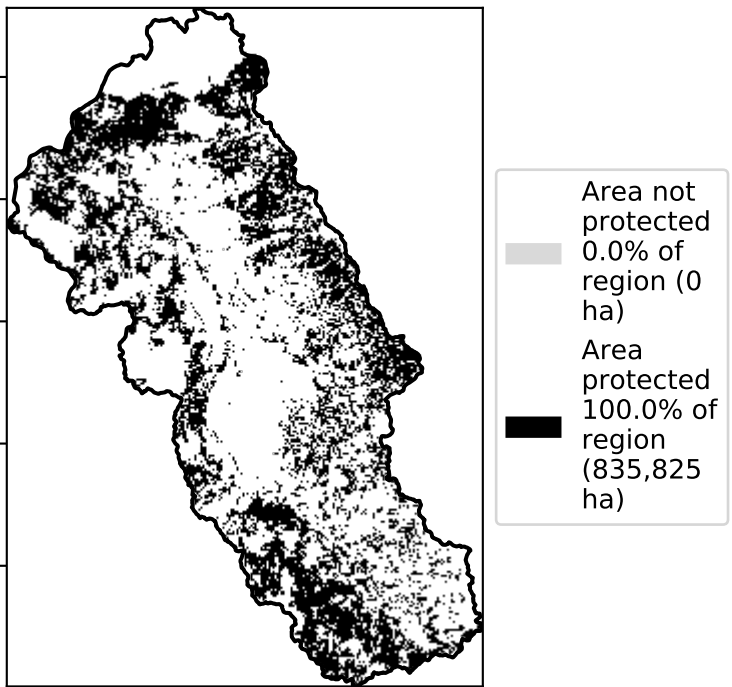 Area not
protected
0.0% of
region (0
ha)
Area
protected
100.0% of
region
(835,825
ha)